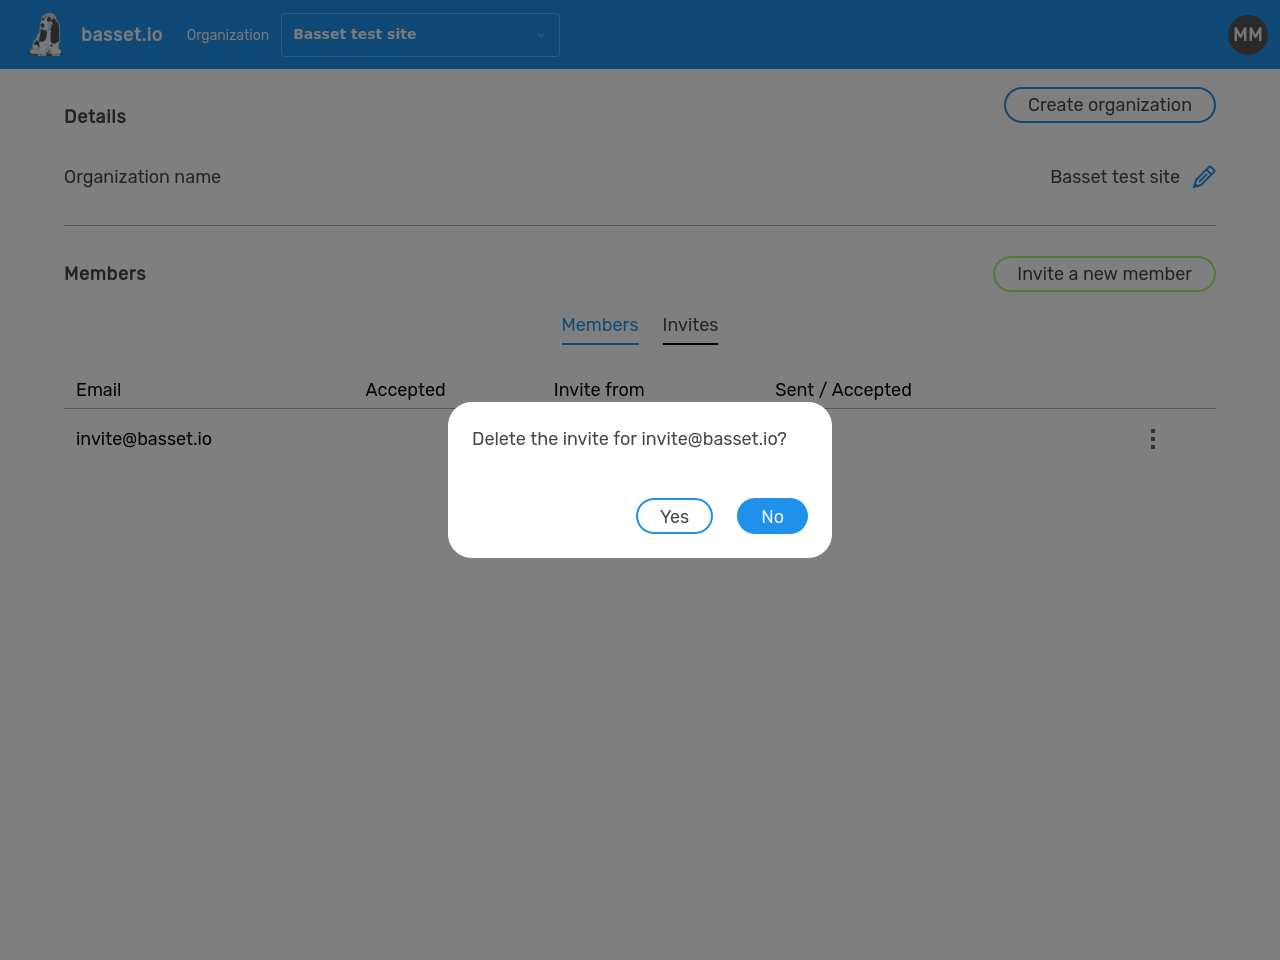 basset.io Organization Basset test site MM
Details Create organization
Organization name Basset test site
Members Invite a new member
Members Invites
Email Accepted Invite from Sent / Accepted
invite@basset.io
Delete the invite for invite@basset.io?
Yes No